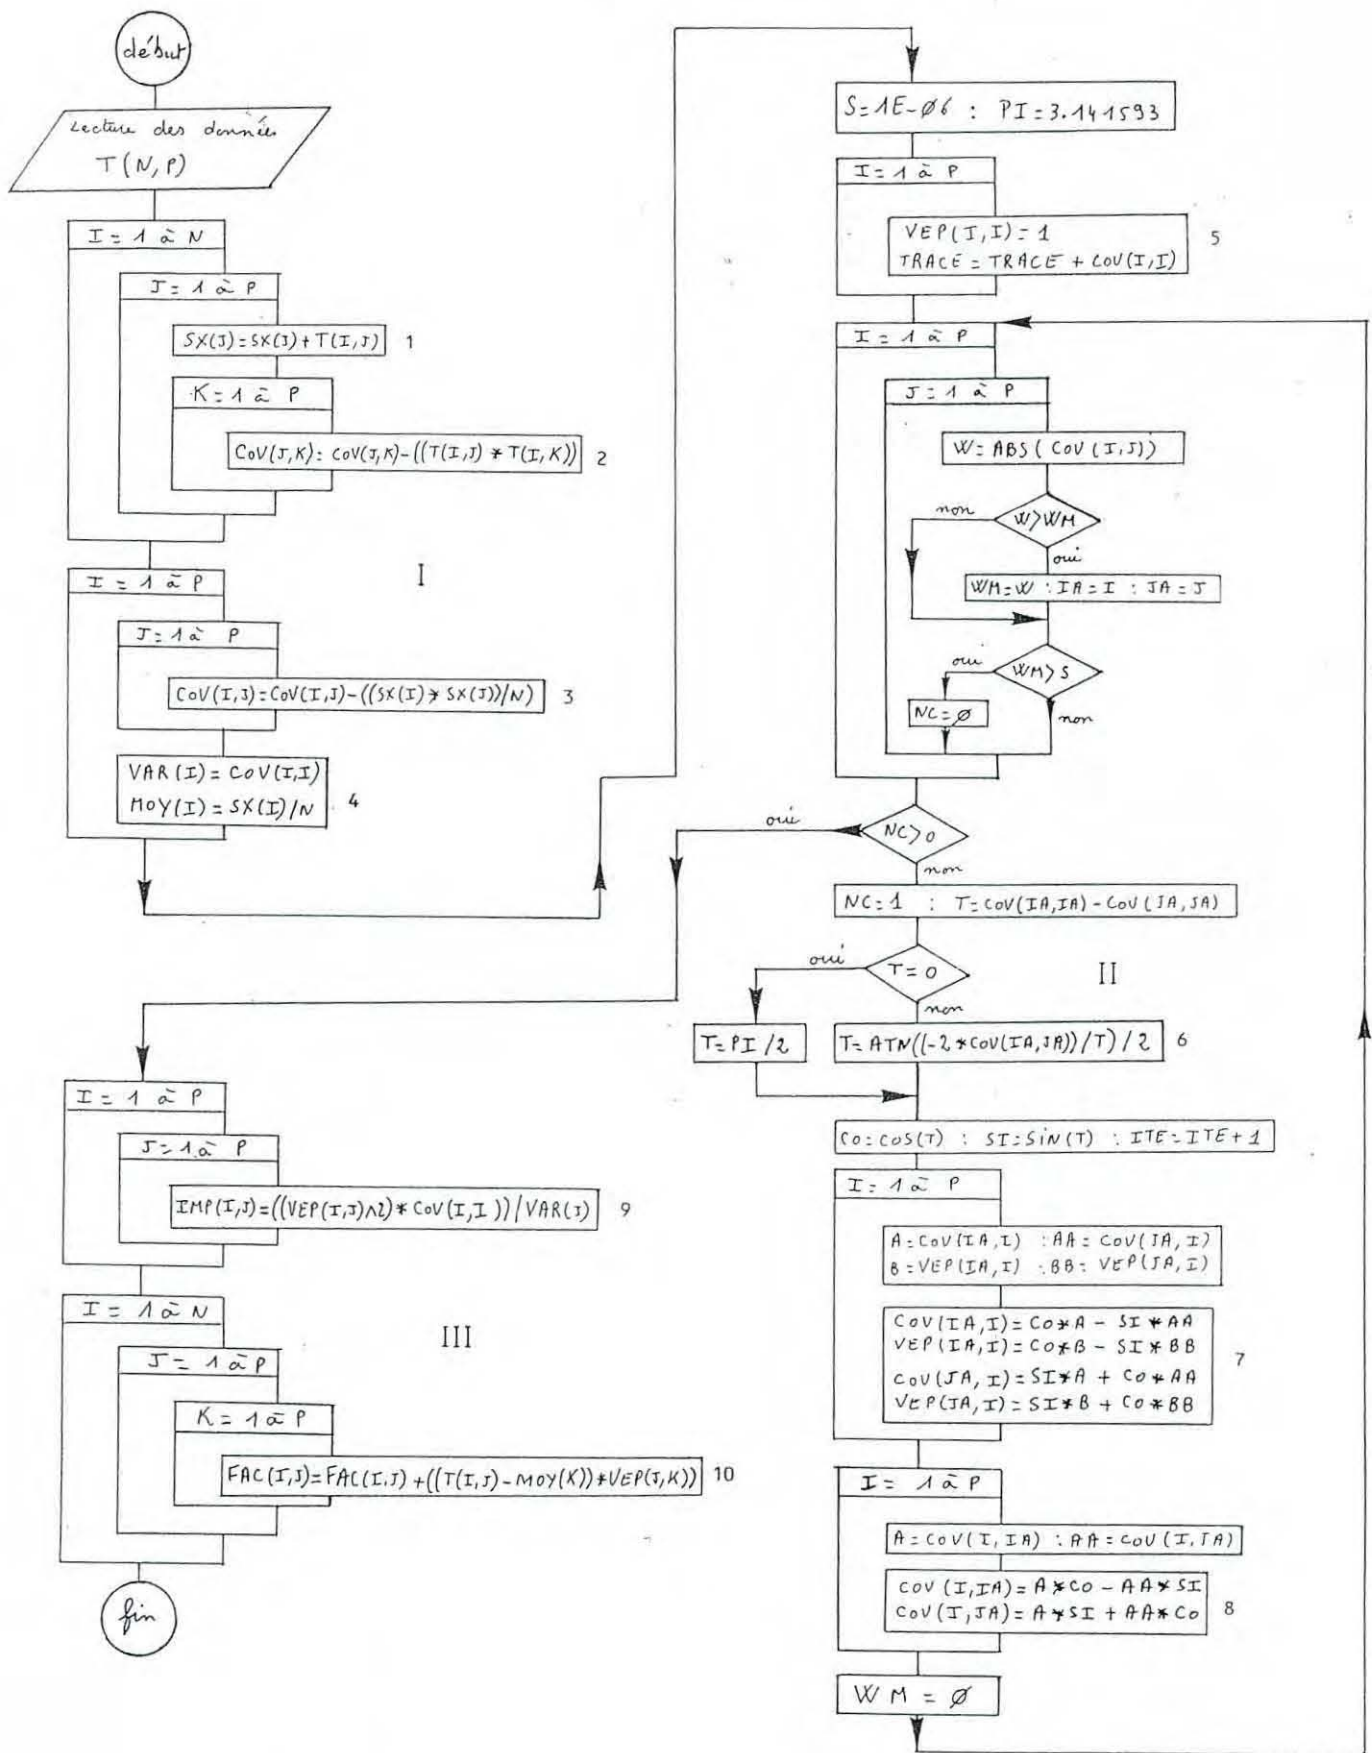 début
Lecture des données
T(N,P)
I = 1 à N
J = 1 à P
SX(J)=SX(J)+T(I,J)
1
K = 1 à P
COV(J,K)= COV(J,K)-((T(I,J) * T(I,K))
2
I
I = 1 à P
J = 1 à P
COV(I,J)=COV(I,J)-((SX(I)*SX(J))/N)
3
VAR(I)= COV(I,I)
MOY(I)= SX(I)/N
4
S=1E-Ø6 : PI=3.141593
I = 1 à P
VEP(I,I)=1
TRACE = TRACE + COV(I,I)
5
I = 1 à P
J = 1 à P
W=ABS(COV(I,J))
non
W>WM
oui
WM=W : IA=I : JA=J
oui
WM>S
NC=Ø
non
oui
NC>0
non
NC=1 : T=COV(IA,IA)-COV(JA,JA)
oui
T=0
II
non
T=PI/2
T=ATN((-2*COV(IA,JA))/T)/2
6
CO=COS(T) : SI=SIN(T) : ITE=ITE+1
I = 1 à P
A=COV(IA,I) : AA=COV(JA,I)
B=VEP(IA,I) : BB=VEP(JA,I)
COV(IA,I)=CO*A - SI*AA
VEP(IA,I)=CO*B - SI*BB
COV(JA,I)=SI*A + CO*AA
VEP(JA,I)=SI*B + CO*BB
7
I = 1 à P
A=COV(I,IA) : AA=COV(I,JA)
COV(I,IA)=A*CO - AA*SI
COV(I,JA)=A*SI + AA*CO
8
WM = Ø
I = 1 à P
J = 1 à P
IMP(I,J)=((VEP(I,J)^2)*COV(I,I))/VAR(J)
9
I = 1 à N
III
J = 1 à P
K = 1 à P
FAC(I,J)=FAC(I,J)+((T(I,J)-MOY(K))*VEP(J,K))
10
fin